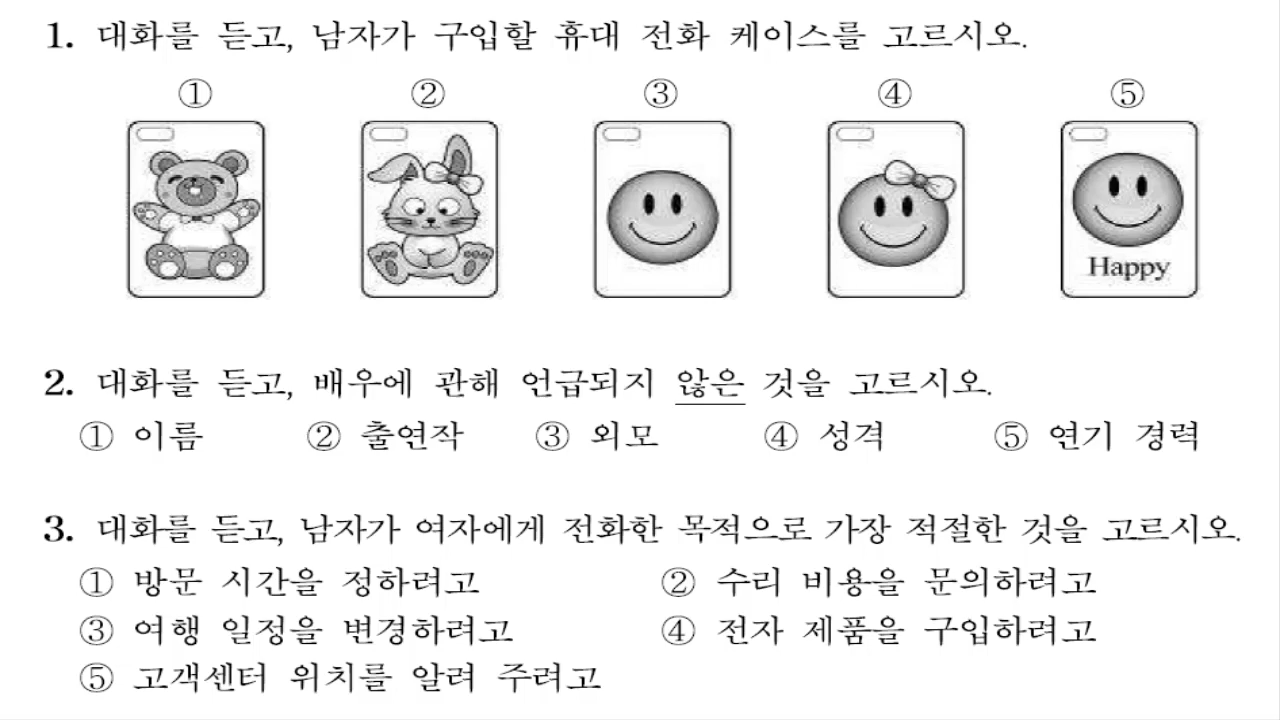 1. 대화를 듣고, 남자가 구입할 휴대 전화 케이스를 고르시오.
① ② ③ ④ ⑤
Happy
2. 대화를 듣고, 배우에 관해 언급되지 않은 것을 고르시오.
① 이름 ② 출연작 ③ 외모 ④ 성격 ⑤ 연기 경력
3. 대화를 듣고, 남자가 여자에게 전화한 목적으로 가장 적절한 것을 고르시오.
① 방문 시간을 정하려고 ② 수리 비용을 문의하려고
③ 여행 일정을 변경하려고 ④ 전자 제품을 구입하려고
⑤ 고객센터 위치를 알려 주려고